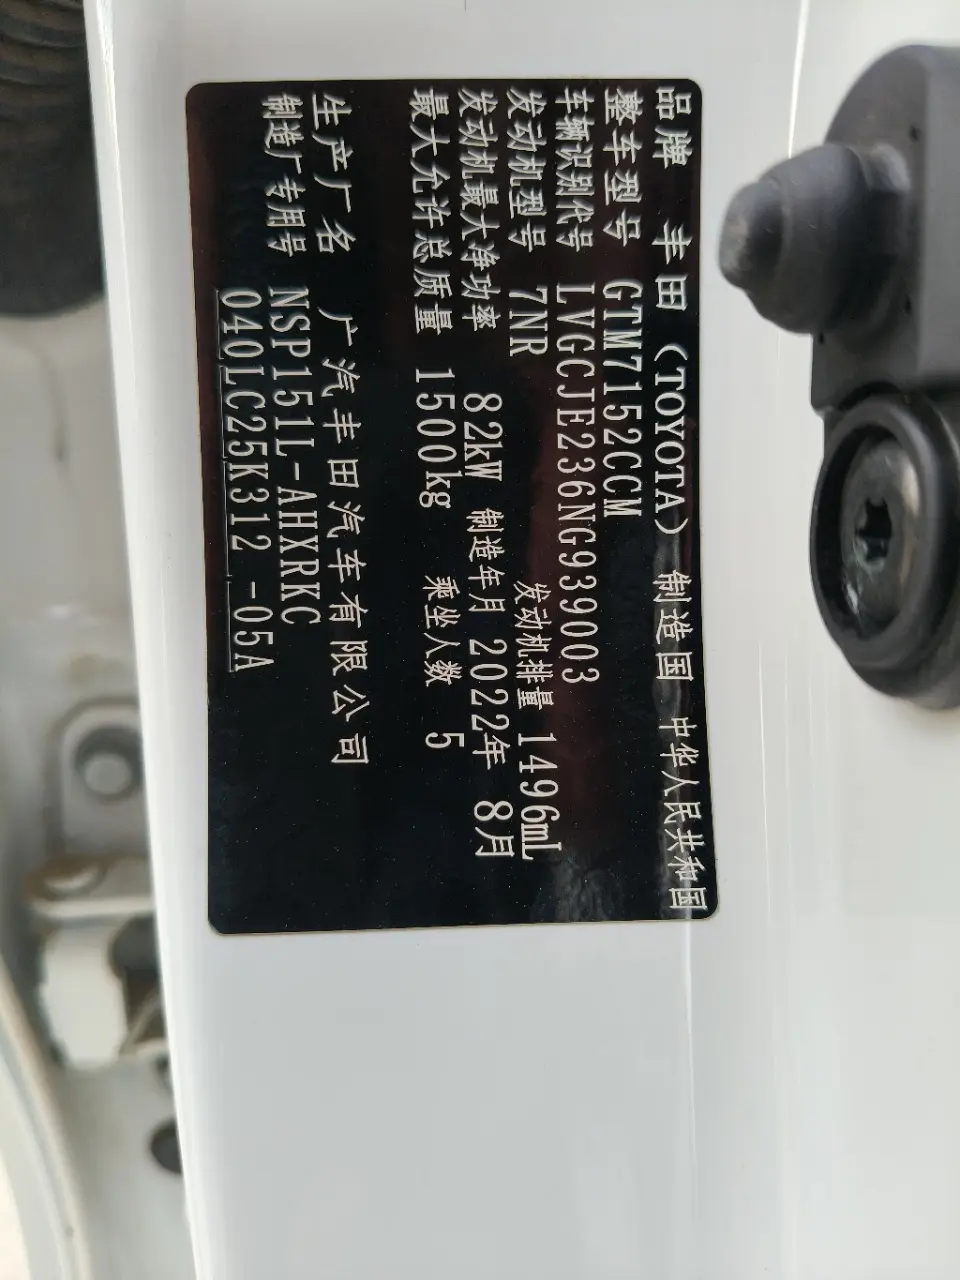 品牌 丰田 (TOYOTA) 制造国 中华人民共和国
整车型号 GTM7152CCM
车辆识别代号 LVGCJE236NG939003
发动机型号 7NR 发动机排量 1496mL
发动机最大净功率 82kW 制造年月 2022年 8月
最大允许总质量 1500kg 乘坐人数 5
生产厂名 广汽丰田汽车有限公司
制造厂专用号 NSP151L-AHXRKC
040LC25K312 -05A